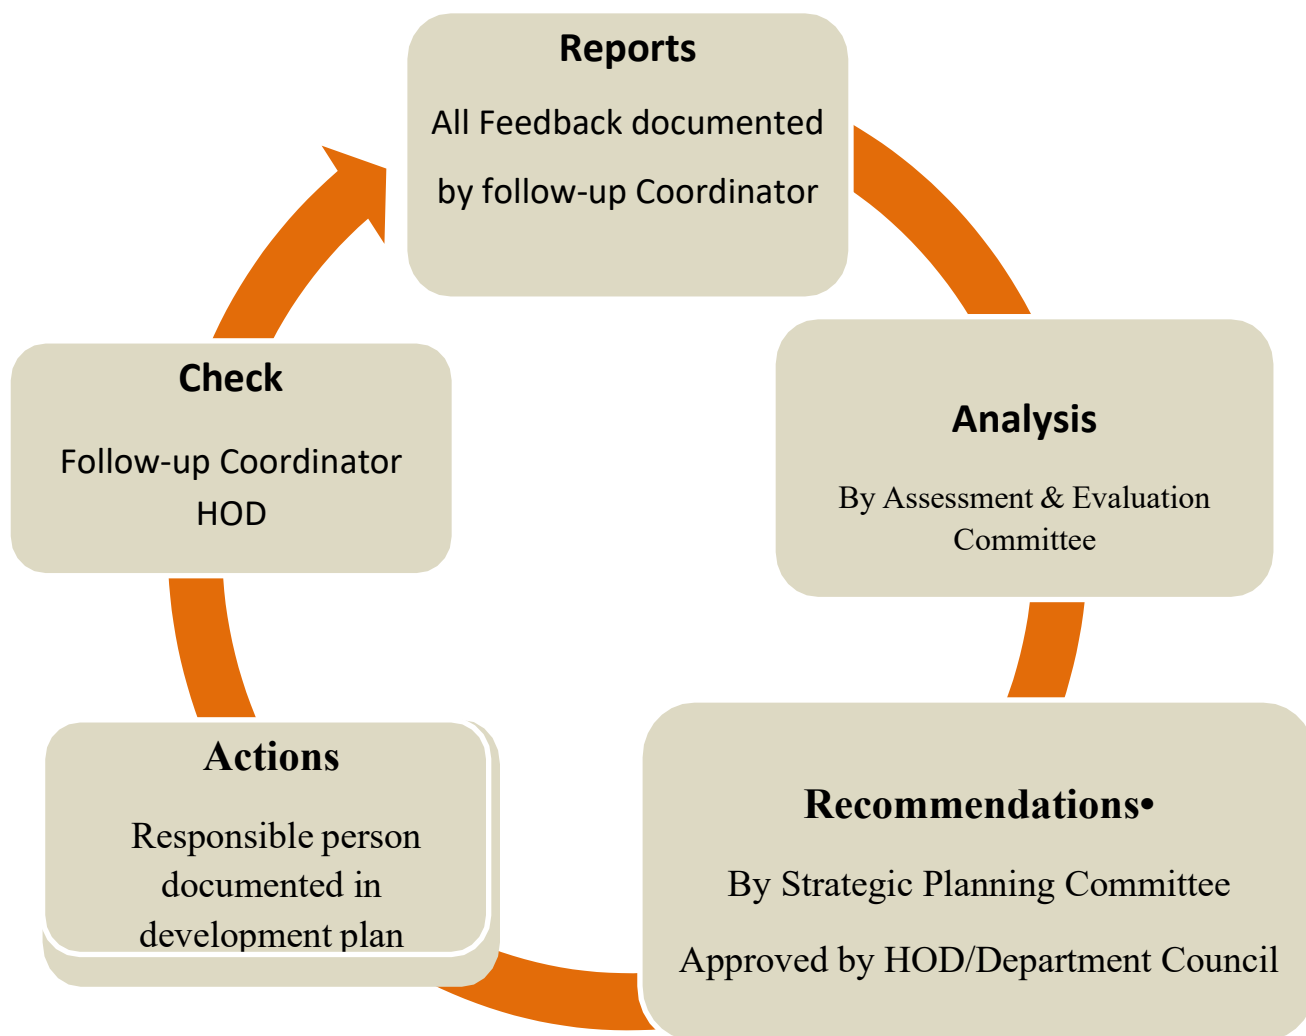 Reports
All Feedback documented
by follow-up Coordinator
Analysis
By Assessment & Evaluation
Committee
Recommendations•
By Strategic Planning Committee
Approved by HOD/Department Council
Actions
Responsible person
documented in
development plan
Check
Follow-up Coordinator
HOD